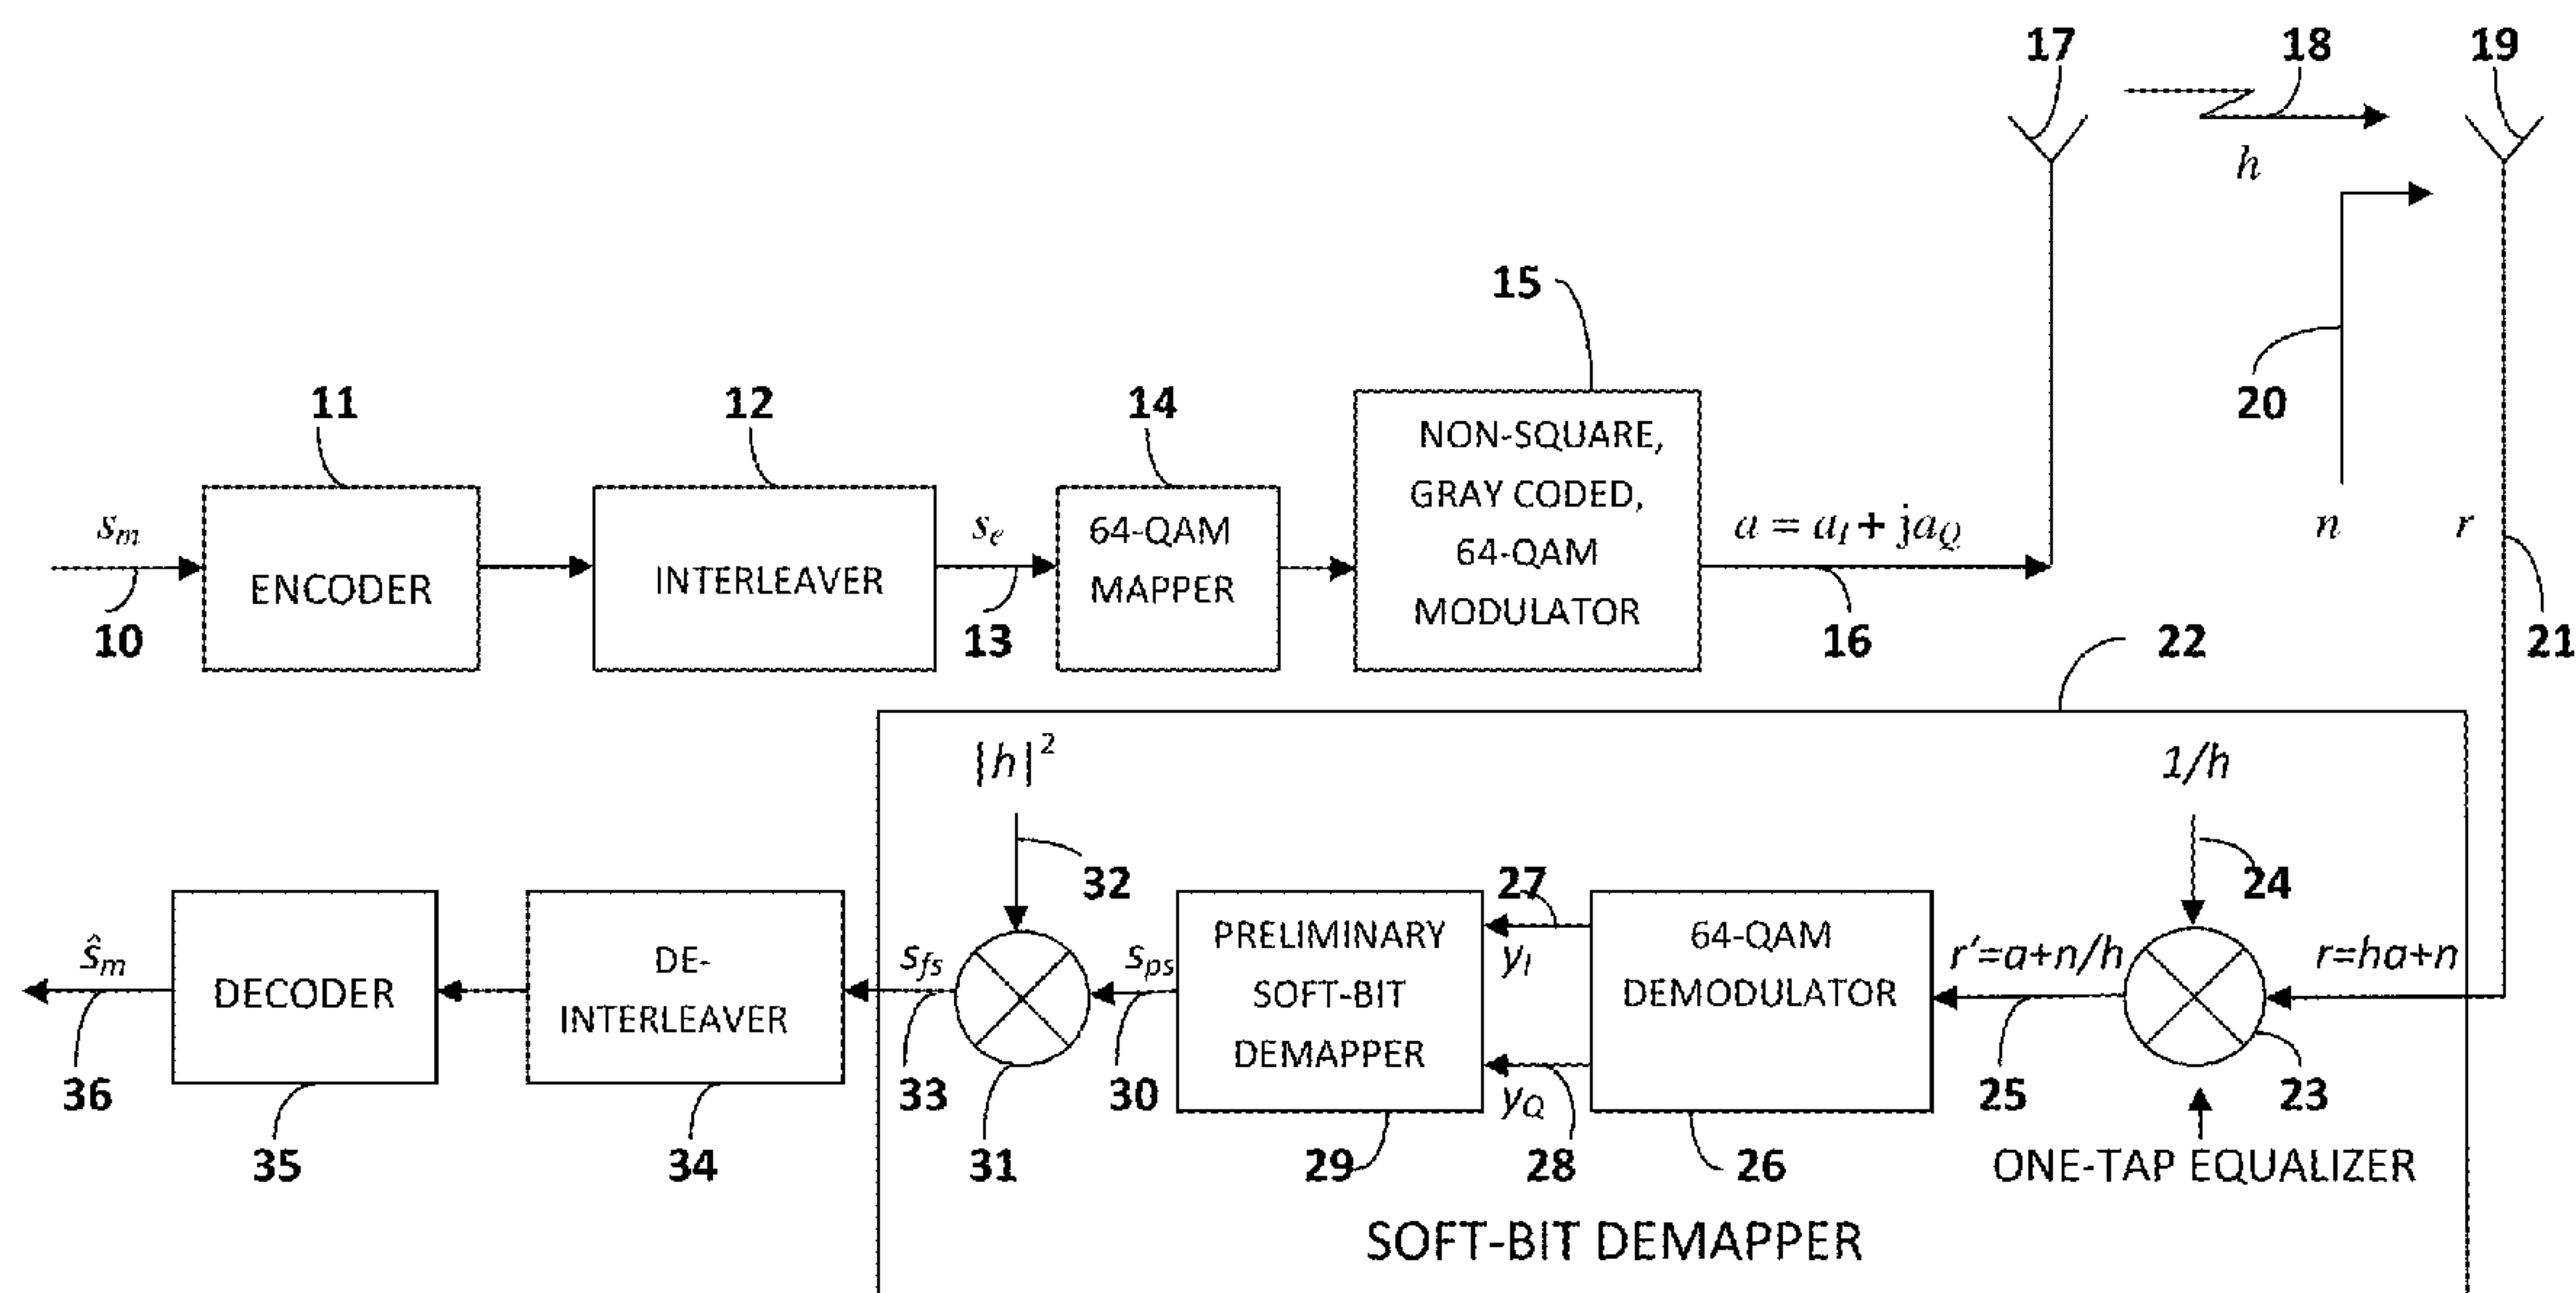 17 18 19
h
15
11 12 14
20
s_m
ENCODER
INTERLEAVER
s_e
64-QAM
MAPPER
NON-SQUARE,
GRAY CODED,
64-QAM
MODULATOR
a = a_I + ja_Q
n r
10 13 16 22 21
|h|²
1/h
32 27 24
ŝ_m
DECODER
DE-
INTERLEAVER
s_fs
s_ps
PRELIMINARY
SOFT-BIT
DEMAPPER
y_I
y_Q
64-QAM
DEMODULATOR
r'=a+n/h
r=ha+n
36 33 30 25 23
35 34 31 29 28 26
ONE-TAP EQUALIZER
SOFT-BIT DEMAPPER